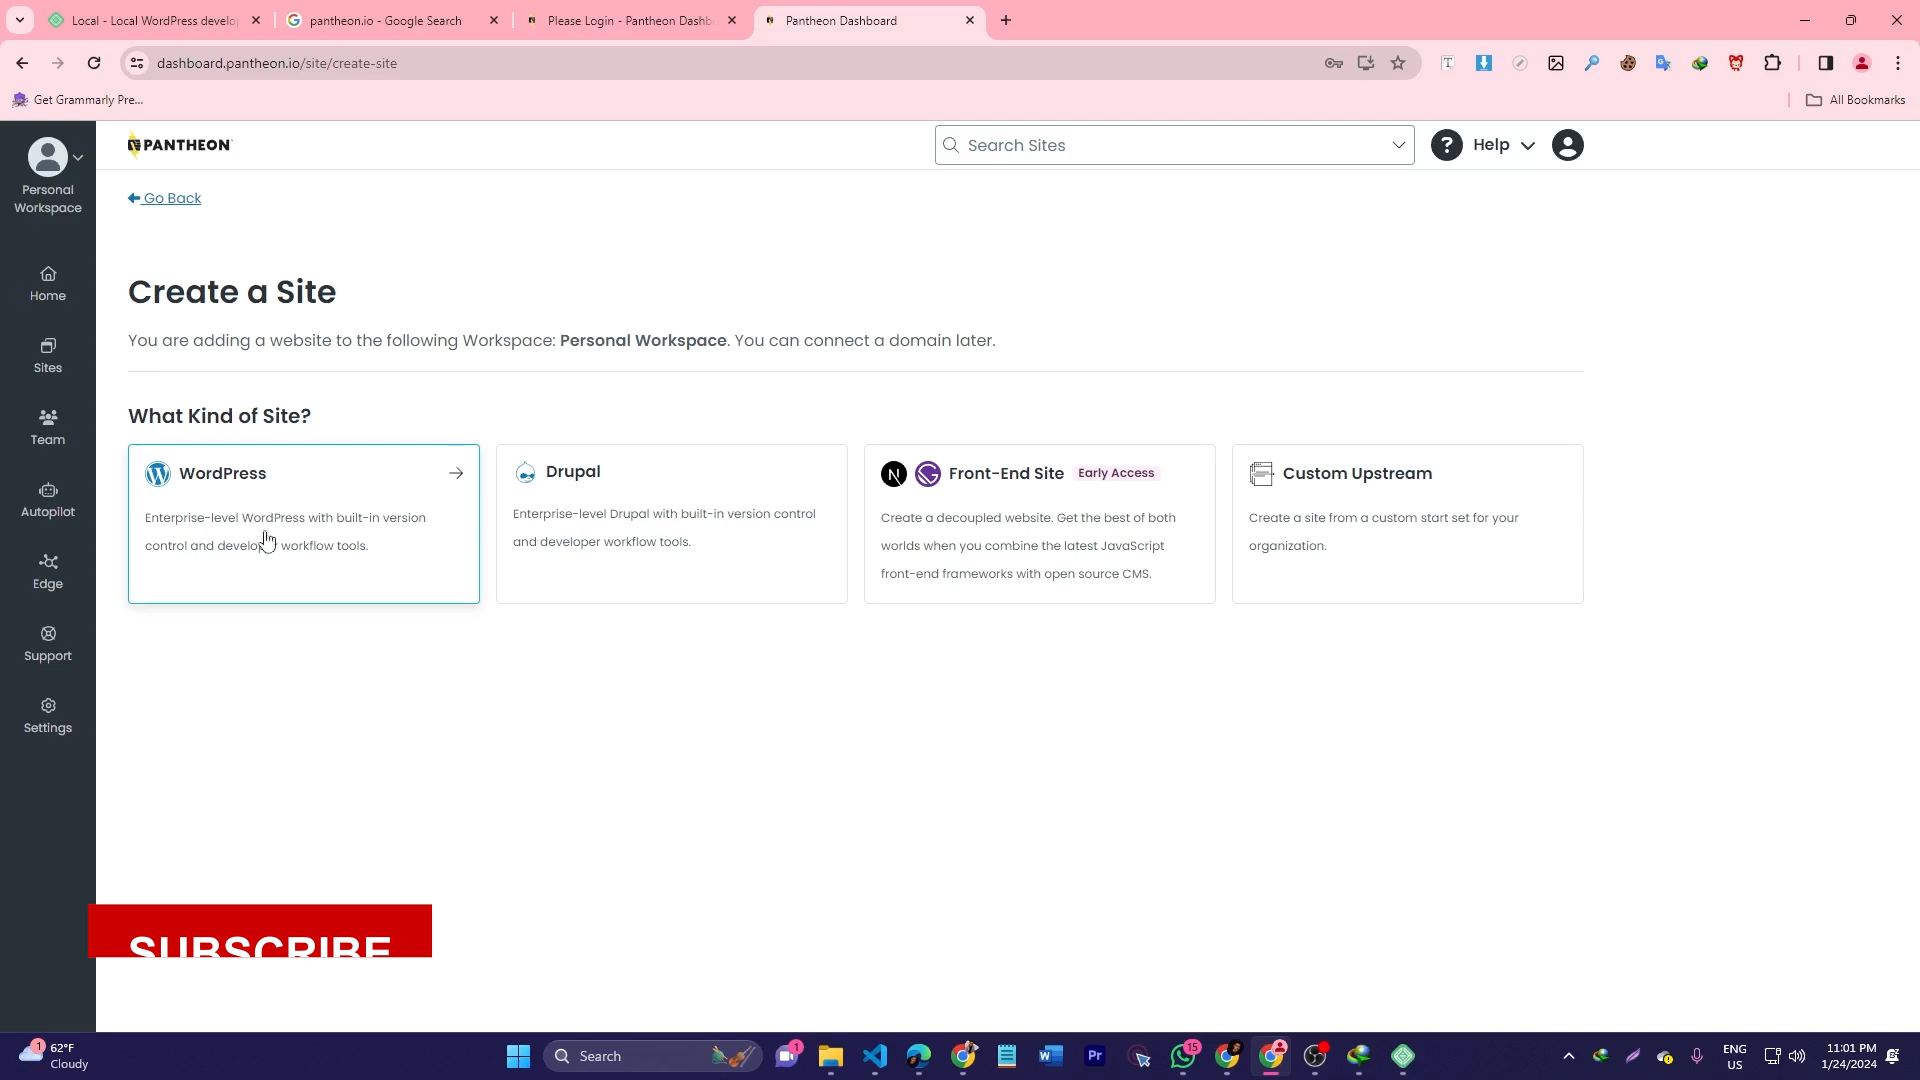 Local - Local WordPress develo
pantheon.io - Google Search
Please Login - Pantheon Dashb
Pantheon Dashboard
dashboard.pantheon.io/site/create-site
Get Grammarly Pre...
All Bookmarks
PANTHEON
Search Sites
? Help
Personal
Workspace
Go Back
Home
Sites
Team
Autopilot
Edge
Support
Settings
Create a Site
You are adding a website to the following Workspace: Personal Workspace. You can connect a domain later.
What Kind of Site?
WordPress
Enterprise-level WordPress with built-in version
control and develop workflow tools.
Drupal
Enterprise-level Drupal with built-in version control
and developer workflow tools.
N G Front-End Site Early Access
Create a decoupled website. Get the best of both
worlds when you combine the latest JavaScript
front-end frameworks with open source CMS.
Custom Upstream
Create a site from a custom start set for your
organization.
SUBSCRIBE
1
62°F
Cloudy
Search
1
Pr
15
ENG
US
11:01 PM
1/24/2024